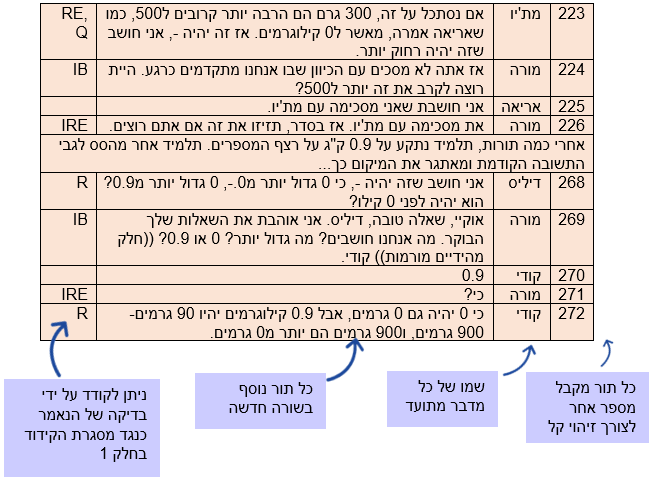 223 מת'יו אם נסתכל על זה, 300 גרם הם הרבה יותר קרובים ל500, כמו RE,
שאריאה אמרה, מאשר ל0 קילוגרמים. אז זה יהיה -, אני חושב Q
שזה יהיה רחוק יותר.
224 מורה אז אתה לא מסכים עם הכיוון שבו אנחנו מתקדמים כרגע. היית IB
רוצה לקרב את זה יותר ל500?
225 אריאה אני חושבת שאני מסכימה עם מת'יו.
226 מורה את מסכימה עם מת'יו. אז בסדר, תזיזו את זה אם אתם רוצים. IRE
אחרי כמה תורות, תלמיד נתקע על 0.9 ק"ג על רצף המספרים. תלמיד אחר מהסס לגבי
התשובה הקודמת ומאתגר את המיקום כך...
268 דיליס אני חושב שזה יהיה -, כי 0 גדול יותר מ0.-, 0 גדול יותר מ0.9? R
הוא יהיה לפני 0 קילו?
269 מורה אוקיי, שאלה טובה, דיליס. אני אוהבת את השאלות שלך IB
הבוקר. מה אנחנו חושבים? מה גדול יותר? 0 או 0.9? ((חלק
מהידיים מורמות)) קודי.
270 קודי 0.9
271 מורה כי? IRE
272 קודי כי 0 יהיה גם 0 גרמים, אבל 0.9 קילוגרמים יהיו 90 גרמים- R
900 גרמים, ו900 גרמים הם יותר מ0 גרמים.
כל תור מקבל
מספר אחר
לצורך זיהוי קל
שמו של כל
מדבר מתועד
כל תור נוסף
בשורה חדשה
ניתן לקודד על ידי
בדיקה של הנאמר
כנגד מסגרת הקידוד
בחלק 1